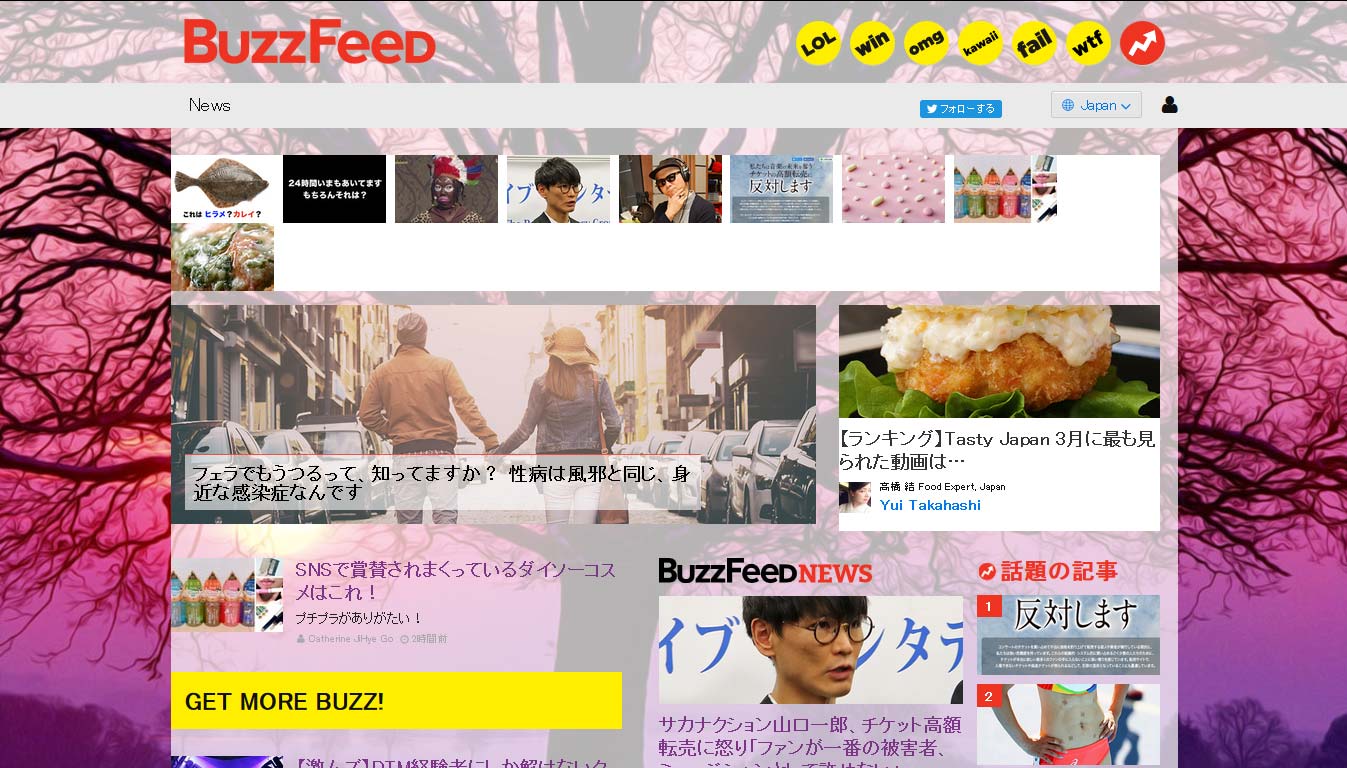 BuzzFeed
LOL
win
omg
kawaii
fail
wtf
News
フォローする
Japan
これは ヒラメ？カレイ？
24時間いまもあいてます
もちろんそれは？
イブ ンタ
私たちは音楽の未来を奪う
チケットの高額転売に
反対します
フェラでもうつるって、知ってますか？ 性病は風邪と同じ、身
近な感染症なんです
【ランキング】Tasty Japan 3月に最も見
られた動画は…
高橋 結 Food Expert, Japan
Yui Takahashi
SNSで賞賛されまくっているダイソーコス
メはこれ！
プチプラがありがたい！
Catherine JiHye Go 2時間前
GET MORE BUZZ!
【激ムズ】DTM経験者にしか解けないク
BuzzFeedNEWS
イブ ンタテ
サカナクション山口一郎、チケット高額
転売に怒り「ファンが一番の被害者、
ミュージシャンとして許せない」
話題の記事
1
反対します
2